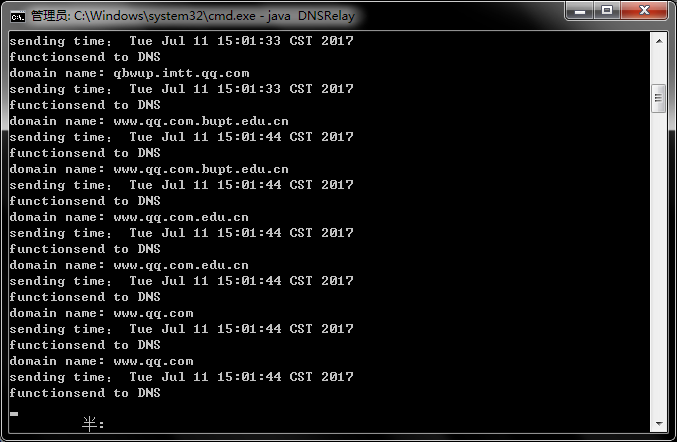 管理员: C:\Windows\system32\cmd.exe - java  DNSRelay
sending time： Tue Jul 11 15:01:33 CST 2017
functionsend to DNS
domain name: qbwup.imtt.qq.com
sending time： Tue Jul 11 15:01:33 CST 2017
functionsend to DNS
domain name: www.qq.com.bupt.edu.cn
sending time： Tue Jul 11 15:01:44 CST 2017
functionsend to DNS
domain name: www.qq.com.bupt.edu.cn
sending time： Tue Jul 11 15:01:44 CST 2017
functionsend to DNS
domain name: www.qq.com.edu.cn
sending time： Tue Jul 11 15:01:44 CST 2017
functionsend to DNS
domain name: www.qq.com.edu.cn
sending time： Tue Jul 11 15:01:44 CST 2017
functionsend to DNS
domain name: www.qq.com
sending time： Tue Jul 11 15:01:44 CST 2017
functionsend to DNS
domain name: www.qq.com
sending time： Tue Jul 11 15:01:44 CST 2017
functionsend to DNS
半: